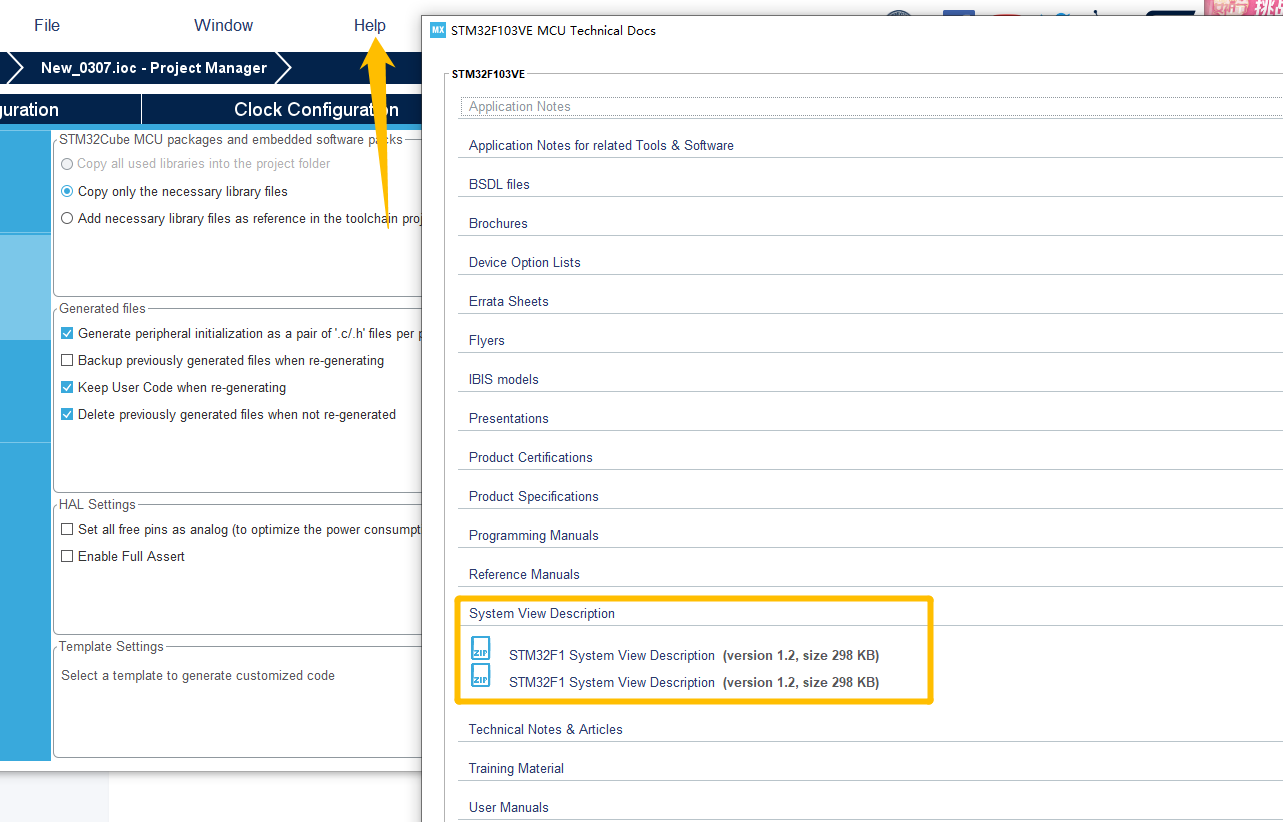 File
Window
Help
New_0307.ioc - Project Manager
Clock Configuration
STM32Cube MCU packages and embedded software packs
Copy all used libraries into the project folder
Copy only the necessary library files
Add necessary library files as reference in the toolchain
Generated files
Generate peripheral initialization as a pair of '.c/.h' files per
Backup previously generated files when re-generating
Keep User Code when re-generating
Delete previously generated files when not re-generated
HAL Settings
Set all free pins as analog (to optimize the power
Enable Full Assert
Template Settings
Select a template to generate customized code
MX STM32F103VE MCU Technical Docs
STM32F103VE
Application Notes
Application Notes for related Tools & Software
BSDL files
Brochures
Device Option Lists
Errata Sheets
Flyers
IBIS models
Presentations
Product Certifications
Product Specifications
Programming Manuals
Reference Manuals
System View Description
ZIP STM32F1 System View Description (version 1.2, size 298 KB)
ZIP STM32F1 System View Description (version 1.2, size 298 KB)
Technical Notes & Articles
Training Material
User Manuals